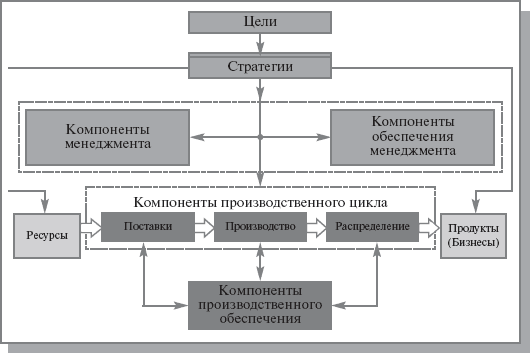 Цели
Стратегии
Компоненты
менеджмента
Компоненты
обеспечения
менеджмента
Компоненты производственного цикла
Ресурсы
Поставки
Производство
Распределение
Продукты
(Бизнесы)
Компоненты
производственного
обеспечения